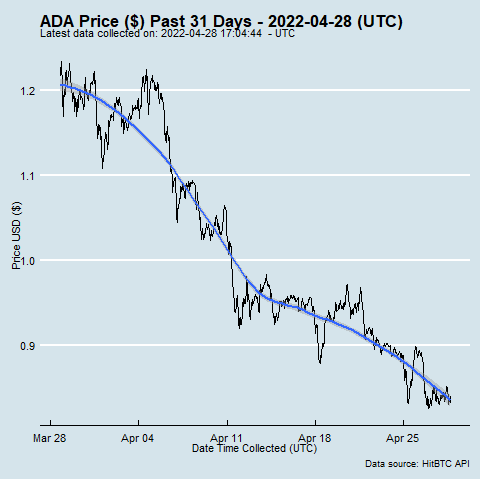 ADA Price ($) Past 31 Days - 2022-04-28 (UTC)
Latest data collected on: 2022-04-28 17:04:44 - UTC
Price USD ($)
1.2
1.1
1.0
0.9
Mar 28 Apr 04 Apr 11 Apr 18 Apr 25
Date Time Collected (UTC)
Data source: HitBTC API